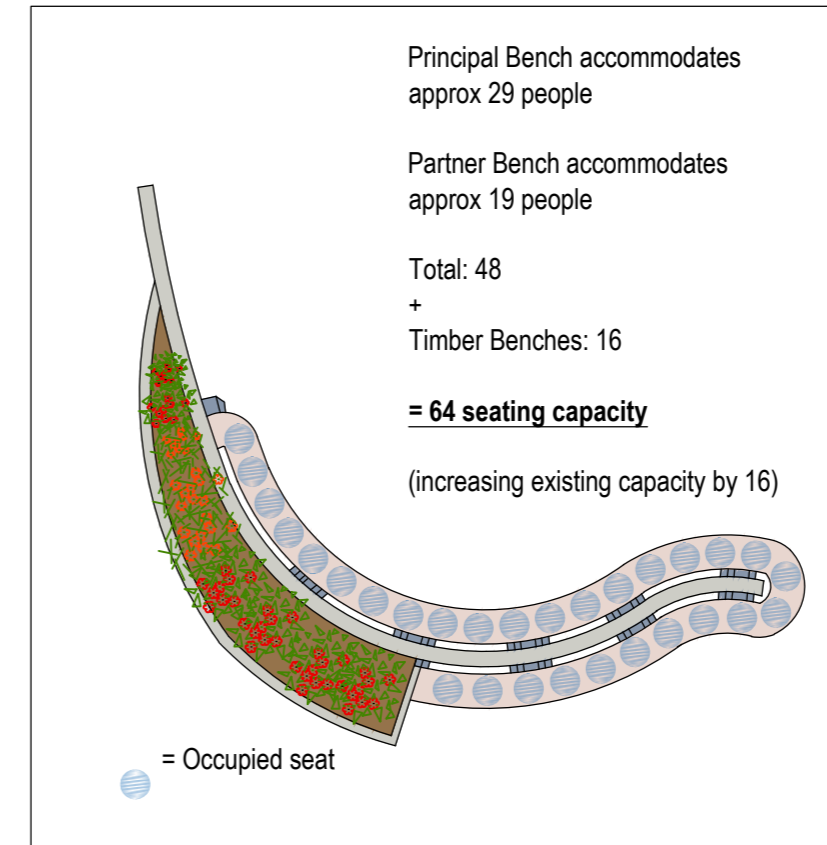 Principal Bench accommodates
approx 29 people
Partner Bench accommodates
approx 19 people
Total: 48
+
Timber Benches: 16
= 64 seating capacity
(increasing existing capacity by 16)
= Occupied seat